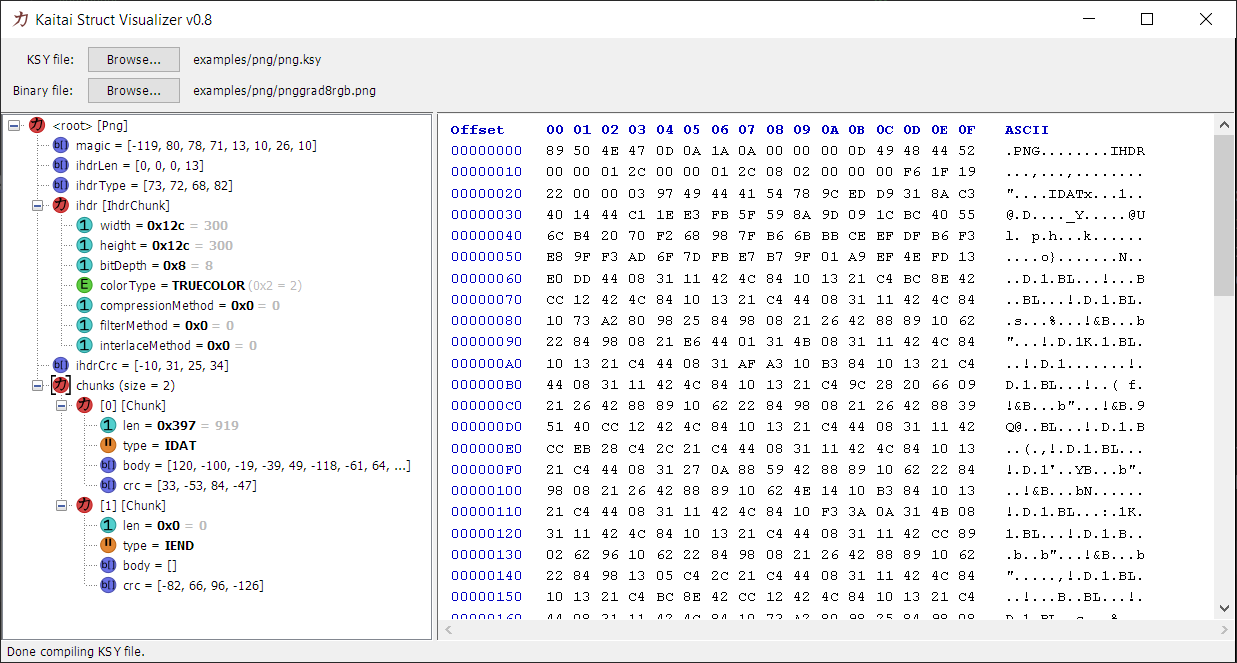 力 Kaitai Struct Visualizer v0.8
KSY file: Browse... examples/png/png.ksy
Binary file: Browse... examples/png/pnggrad8rgb.png
<root> [Png]
magic = [-119, 80, 78, 71, 13, 10, 26, 10]
ihdrLen = [0, 0, 0, 13]
ihdrType = [73, 72, 68, 82]
ihdr [IhdrChunk]
width = 0x12c = 300
height = 0x12c = 300
bitDepth = 0x8 = 8
colorType = TRUECOLOR (0x2 = 2)
compressionMethod = 0x0 = 0
filterMethod = 0x0 = 0
interlaceMethod = 0x0 = 0
ihdrCrc = [-10, 31, 25, 34]
chunks (size = 2)
[0] [Chunk]
len = 0x397 = 919
type = IDAT
body = [120, -100, -19, -39, 49, -118, -61, 64, ...]
crc = [33, -53, 84, -47]
[1] [Chunk]
len = 0x0 = 0
type = IEND
body = []
crc = [-82, 66, 96, -126]
Offset 00 01 02 03 04 05 06 07 08 09 0A 0B 0C 0D 0E 0F ASCII
00000000 89 50 4E 47 0D 0A 1A 0A 00 00 00 0D 49 48 44 52 .PNG........IHDR
00000010 00 00 01 2C 00 00 01 2C 08 02 00 00 00 F6 1F 19 ...,...,........
00000020 22 00 00 03 97 49 44 41 54 78 9C ED D9 31 8A C3 "....IDATx...1..
00000030 40 14 44 C1 1E E3 FB 5F 59 8A 9D 09 1C BC 40 55 @.D...._Y.....@U
00000040 6C B4 20 70 F2 68 98 7F B6 6B BB CE EF DF B6 F3 l. p.h...k......
00000050 E8 9F F3 AD 6F 7D FB E7 B7 9F 01 A9 EF 4E FD 13 ....o}.......N..
00000060 E0 DD 44 08 31 11 42 4C 84 10 13 21 C4 BC 8E 42 ..D.1.BL...!...B
00000070 CC 12 42 4C 84 10 13 21 C4 44 08 31 11 42 4C 84 ..BL...!.D.1.BL.
00000080 10 73 A2 80 98 25 84 98 08 21 26 42 88 89 10 62 .s...%...!&B...b
00000090 22 84 98 08 21 E6 44 01 31 4B 08 31 11 42 4C 84 "...!.D.1K.1.BL.
000000A0 10 13 21 C4 44 08 31 AF A3 10 B3 84 10 13 21 C4 ..!.D.1.......!.
000000B0 44 08 31 11 42 4C 84 10 13 21 C4 9C 28 20 66 09 D.1.BL...!..( f.
000000C0 21 26 42 88 89 10 62 22 84 98 08 21 26 42 88 39 !&B...b"...!&B.9
000000D0 51 40 CC 12 42 4C 84 10 13 21 C4 44 08 31 11 42 Q@..BL...!.D.1.B
000000E0 CC EB 28 C4 2C 21 C4 44 08 31 11 42 4C 84 10 13 ..(.,!.D.1.BL...
000000F0 21 C4 44 08 31 27 0A 88 59 42 88 89 10 62 22 84 !.D.1'..YB...b".
00000100 98 08 21 26 42 88 89 10 62 4E 14 10 B3 84 10 13 ..!&B...bN......
00000110 21 C4 44 08 31 11 42 4C 84 10 F3 3A 0A 31 4B 08 !.D.1.BL...:.1K.
00000120 31 11 42 4C 84 10 13 21 C4 44 08 31 11 42 CC 89 1.BL...!.D.1.B..
00000130 02 62 96 10 62 22 84 98 08 21 26 42 88 89 10 62 .b..b"...!&B...b
00000140 22 84 98 13 05 C4 2C 21 C4 44 08 31 11 42 4C 84 ".....,!.D.1.BL.
00000150 10 13 21 C4 BC 8E 42 CC 12 42 4C 84 10 13 21 C4 ..!...B..BL...!.
00000160 44 08 31 11 42 4C 84 10 73 A2 80 98 25 84 98 08 D.1.BL..s...%...
Done compiling KSY file.